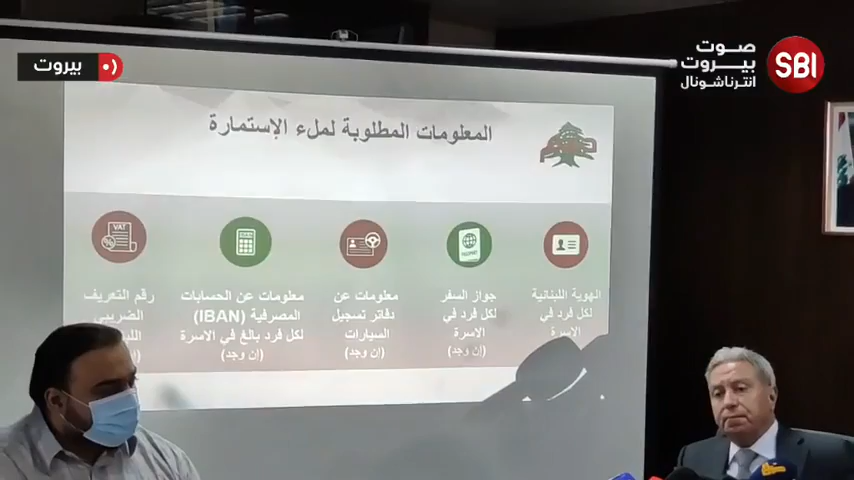 بيروت
صوت
بيروت
انترناشونال
SBI
المعلومات المطلوبة لملء الإستمارة
الهوية اللبنانية
لكل فرد في
الاسرة
PASSPORT
جواز السفر
لكل فرد في
الاسرة
(إن وجد)
معلومات عن
دفاتر تسجيل
السيارات
(إن وجد)
معلومات عن الحسابات
المصرفية (IBAN)
لكل فرد بالغ في الاسرة
(إن وجد)
VAT
رقم التعريف
الضريبي